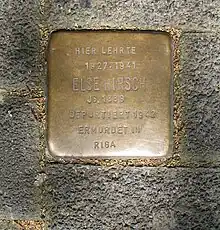 HIER LEHRTE
1927-1941
ELSE HIRSCH
JG. 1889
DEPORTIERT 1942
ERMORDET IN
RIGA